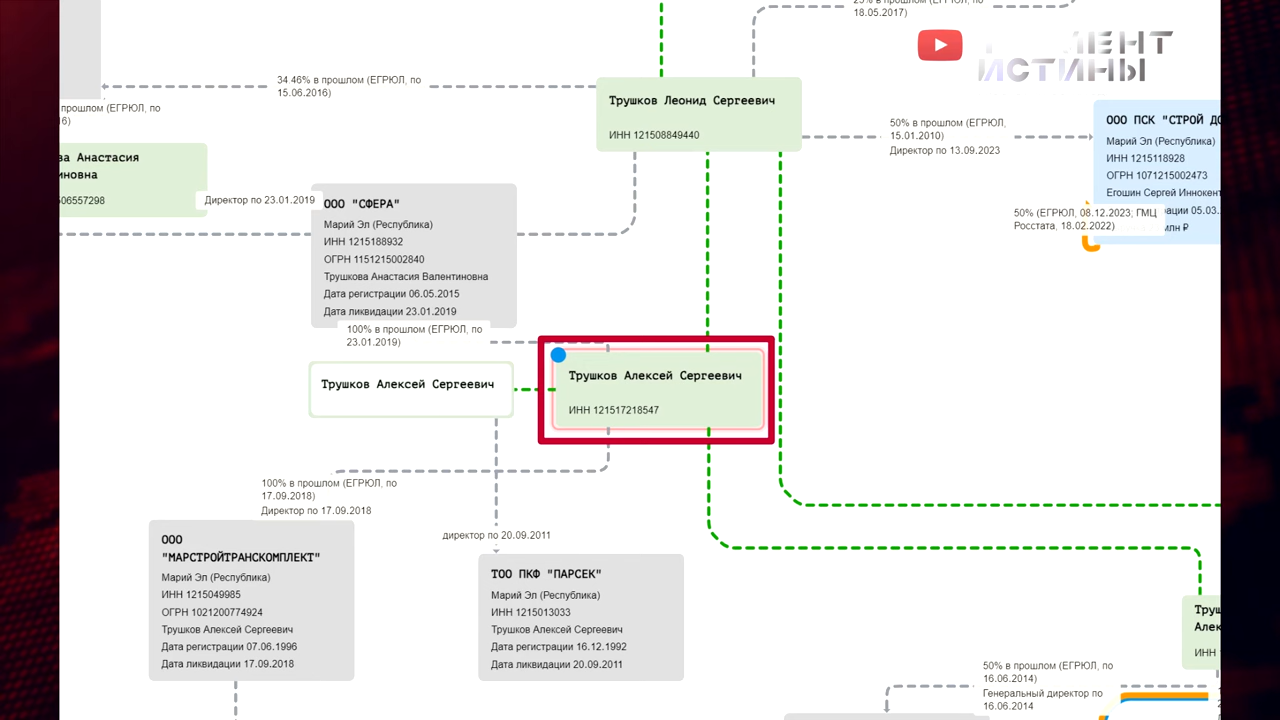 18.05.2017)
МЕНТ
ИСТИНЫ
34.46% в прошлом (ЕГРЮЛ, по
15.06.2016)
Трушков Леонид Сергеевич
ИНН 121508849440
прошлом (ЕГРЮЛ, по
50% в прошлом (ЕГРЮЛ,
15.01.2010)
Директор по 13.09.2023
ООО ПСК "СТРОЙ
Марий Эл (Республика)
ИНН 1215118928
ОГРН 1071215002473
Егошин Сергей
50% (ЕГРЮЛ, 08.12.2023; ГМЦ
Росстата, 18.02.2022)
05.03.
млн ₽
Анастасия
Директор по 23.01.2019
ООО "СФЕРА"
Марий Эл (Республика)
ИНН 1215188932
ОГРН 1151215002840
Трушкова Анастасия Валентиновна
Дата регистрации 06.05.2015
Дата ликвидации 23.01.2019
100% в прошлом (ЕГРЮЛ, по
23.01.2019)
Трушков Алексей Сергеевич
Трушков Алексей Сергеевич
ИНН 121517218547
100% в прошлом (ЕГРЮЛ, по
17.09.2018)
Директор по 17.09.2018
директор по 20.09.2011
ООО
"МАРСТРОЙТРАНСКОМПЛЕКТ"
Марий Эл (Республика)
ИНН 1215049985
ОГРН 1021200774924
Трушков Алексей Сергеевич
Дата регистрации 07.06.1996
Дата ликвидации 17.09.2018
ТОО ПКФ "ПАРСЕК"
Марий Эл (Республика)
ИНН 1215013033
Трушков Алексей Сергеевич
Дата регистрации 16.12.1992
Дата ликвидации 20.09.2011
ИНН
50% в прошлом (ЕГРЮЛ, по
16.06.2014)
Генеральный директор по
16.06.2014